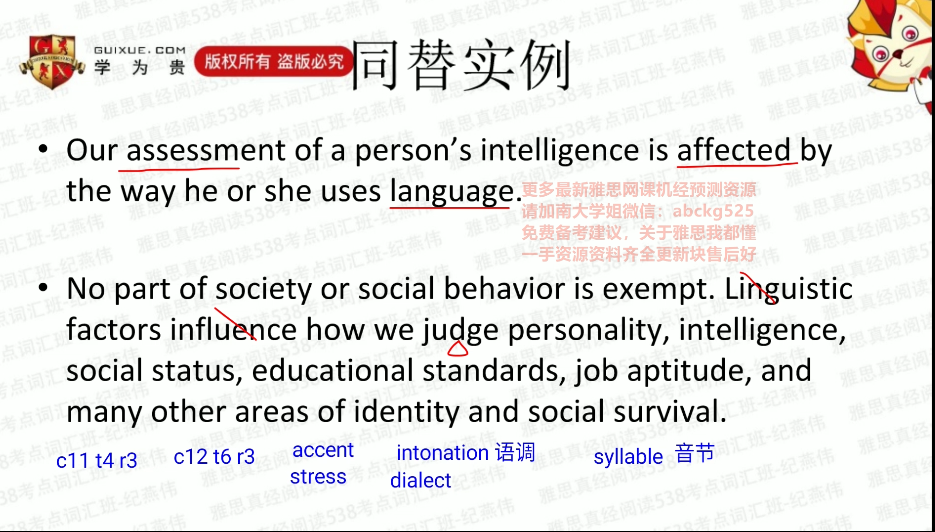 GUIXUE.COM
学为贵
版权所有 盗版必究
同替实例
• Our assessment of a person’s intelligence is affected by
the way he or she uses language.
更多最新雅思网课机经预测资源
请加南大学姐微信：abckg525
免费备考建议，关于雅思我都懂
一手资源资料齐全更新块售后好
• No part of society or social behavior is exempt. Linguistic
factors influence how we judge personality, intelligence,
social status, educational standards, job aptitude, and
many other areas of identity and social survival.
c11 t4 r3
c12 t6 r3
accent
stress
intonation 语调
dialect
syllable 音节
雅思真经阅读538考点词汇班-纪燕伟